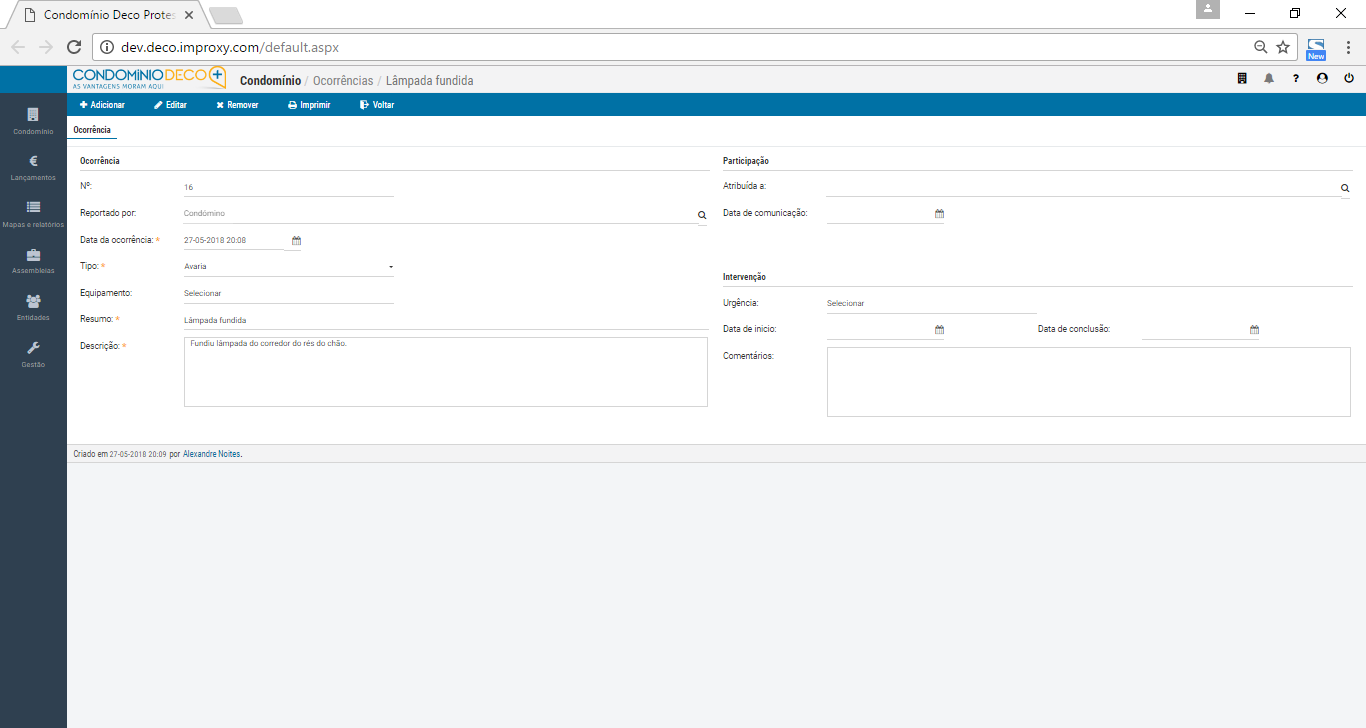 Condomínio Deco Protes
dev.deco.improxy.com/default.aspx
New
CONDOMÍNIODECO+
AS VANTAGENS MORAM AQUI
Condomínio / Ocorrências / Lâmpada fundida
?
Adicionar Editar Remover Imprimir Voltar
Condomínio
€
Lançamentos
Mapas e relatórios
Assembleias
Entidades
Gestão
Ocorrência
Ocorrência
Nº: 16
Reportado por: Condómino
Data da ocorrência: * 27-05-2018 20:08
Tipo: * Avaria
Equipamento: Selecionar
Resumo: * Lâmpada fundida
Descrição: * Fundiu lâmpada do corredor do rés do chão.
Participação
Atribuída a:
Data de comunicação:
Intervenção
Urgência: Selecionar
Data de início: Data de conclusão:
Comentários:
Criado em 27-05-2018 20:09 por Alexandre Noites.